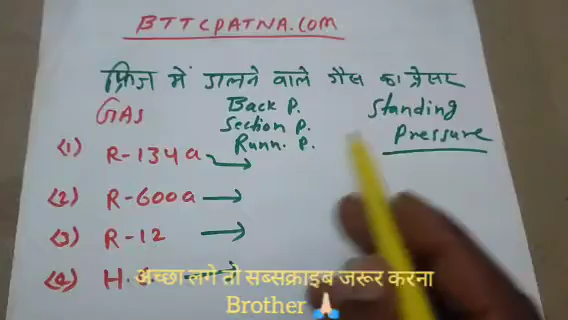 BTTCPATNA.COM
फ्रिज में डालने वाले गैस का प्रेसर
GAS
Back P.
Section P.
Runn. P.
Standing
Pressure
(1) R-134a →
(2) R-600a →
(3) R-12 →
(4) H.
अच्छा लगे तो सब्सक्राइब जरूर करना
Brother 🙏🏻